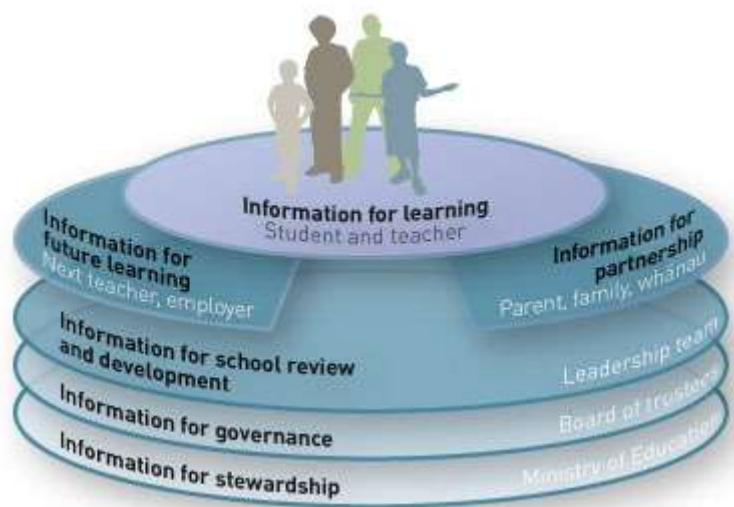 Information for learning
Student and teacher
Information for
future learning
Next teacher, employer
Information for
partnership
Parent, family, whānau
Information for school review
and development
Leadership team
Information for governance
Board of trustees
Information for stewardship
Ministry of Education